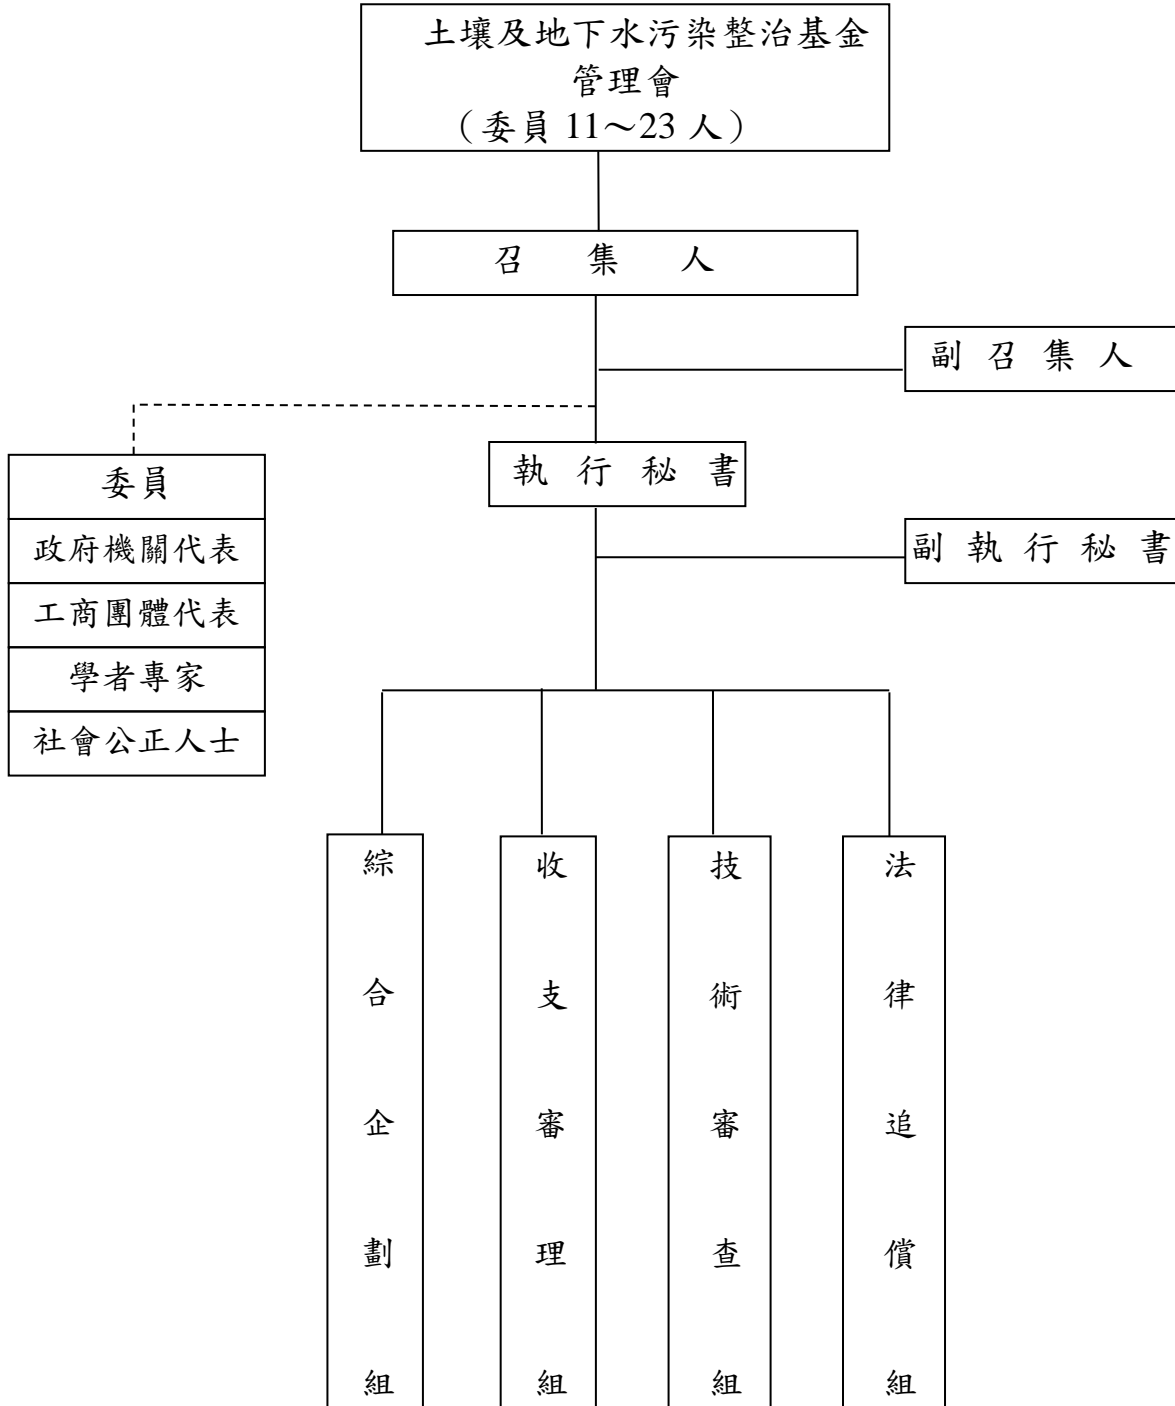 土壤及地下水污染整治基金
管理會
（委員 11～23 人）
召 集 人
副 召 集 人
執 行 秘 書
委員
政府機關代表
工商團體代表
學者專家
社會公正人士
副 執 行 秘 書
綜合企劃組
收支審理組
技術審查組
法律追償組